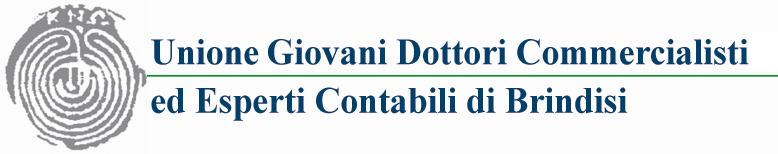 Unione Giovani Dottori Commercialisti
ed Esperti Contabili di Brindisi